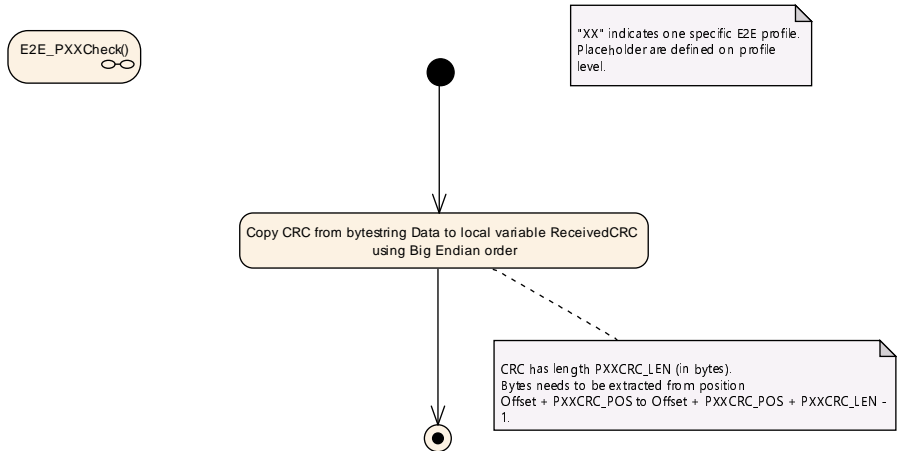 E2E_PXXCheck()
"XX" indicates one specific E2E profile.
Placeholder are defined on profile
level.
Copy CRC from bytestring Data to local variable ReceivedCRC
using Big Endian order
CRC has length PXXCRC_LEN (in bytes).
Bytes needs to be extracted from position
Offset + PXXCRC_POS to Offset + PXXCRC_POS + PXXCRC_LEN -
1.